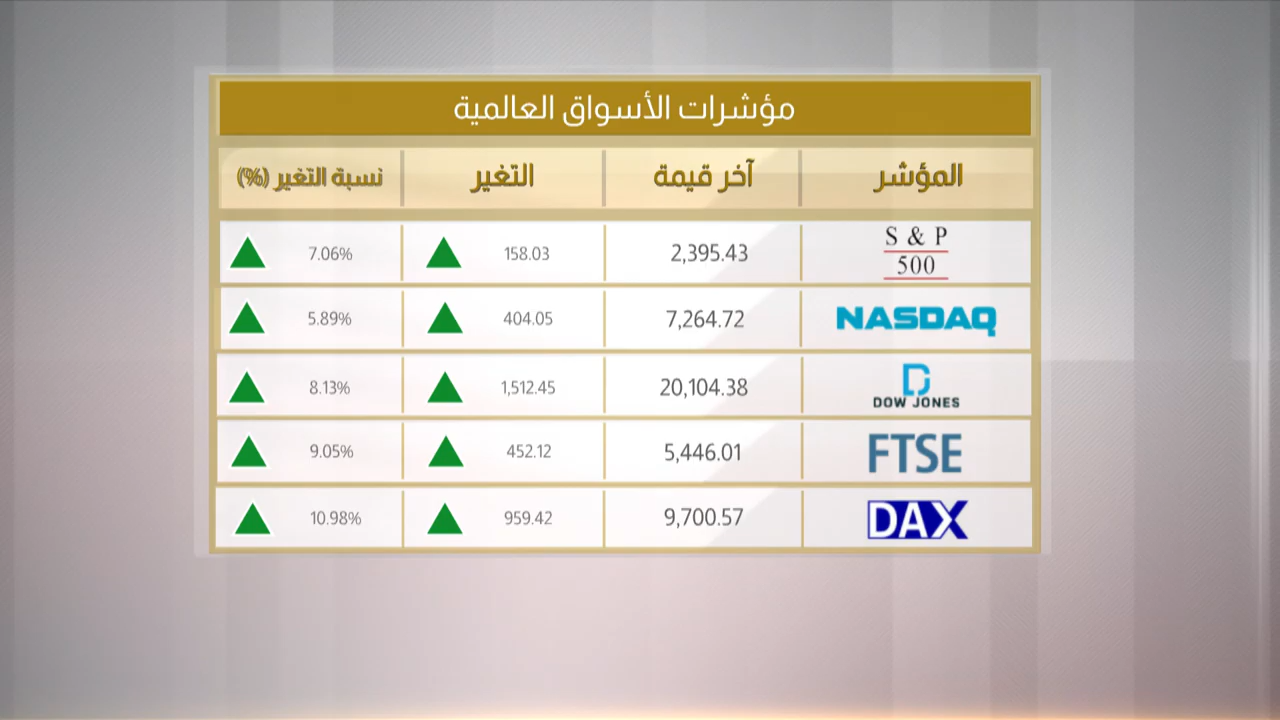 مؤشرات الأسواق العالمية
المؤشر آخر قيمة التغير نسبة التغير (%)
S & P
500 2,395.43 158.03 7.06%
NASDAQ 7,264.72 404.05 5.89%
DOW JONES 20,104.38 1,512.45 8.13%
FTSE 5,446.01 452.12 9.05%
DAX 9,700.57 959.42 10.98%